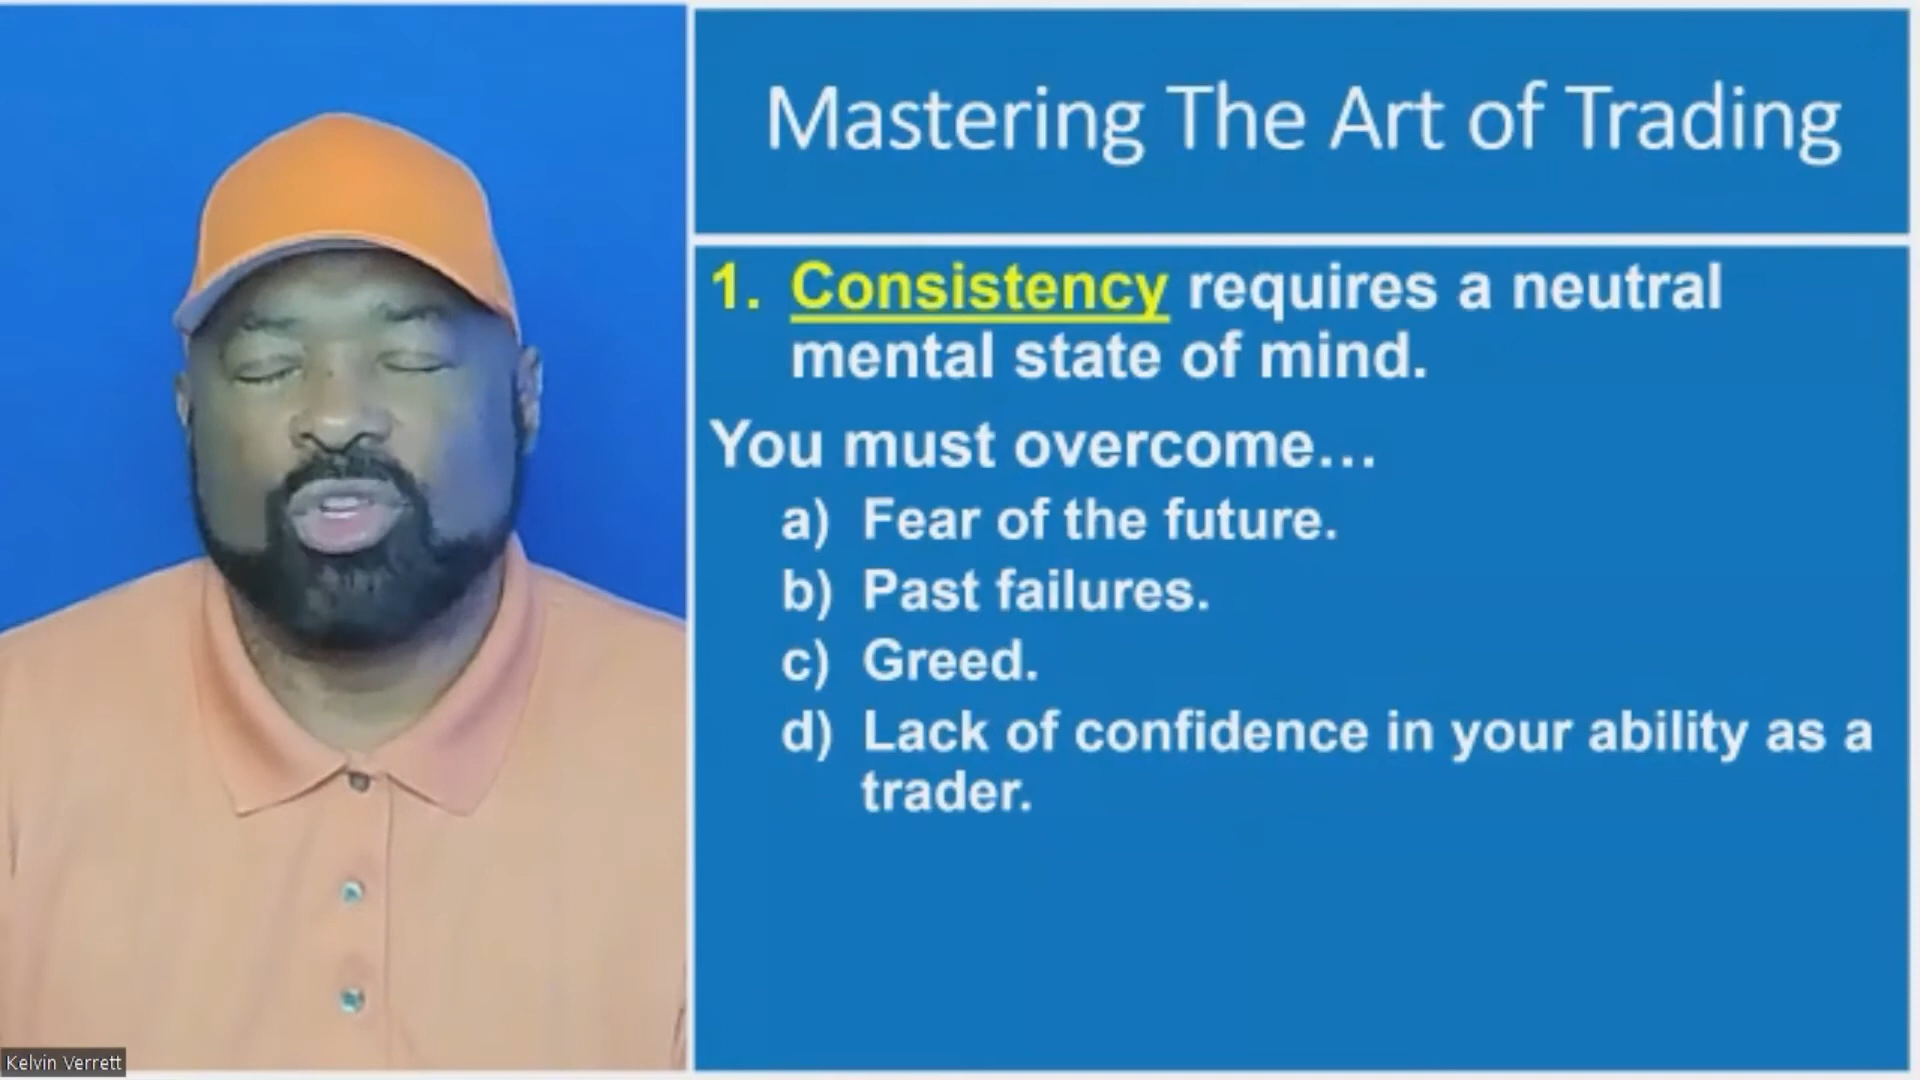 Mastering The Art of Trading
1. Consistency requires a neutral
mental state of mind.
You must overcome...
a) Fear of the future.
b) Past failures.
c) Greed.
d) Lack of confidence in your ability as a
trader.
Kelvin Verrett